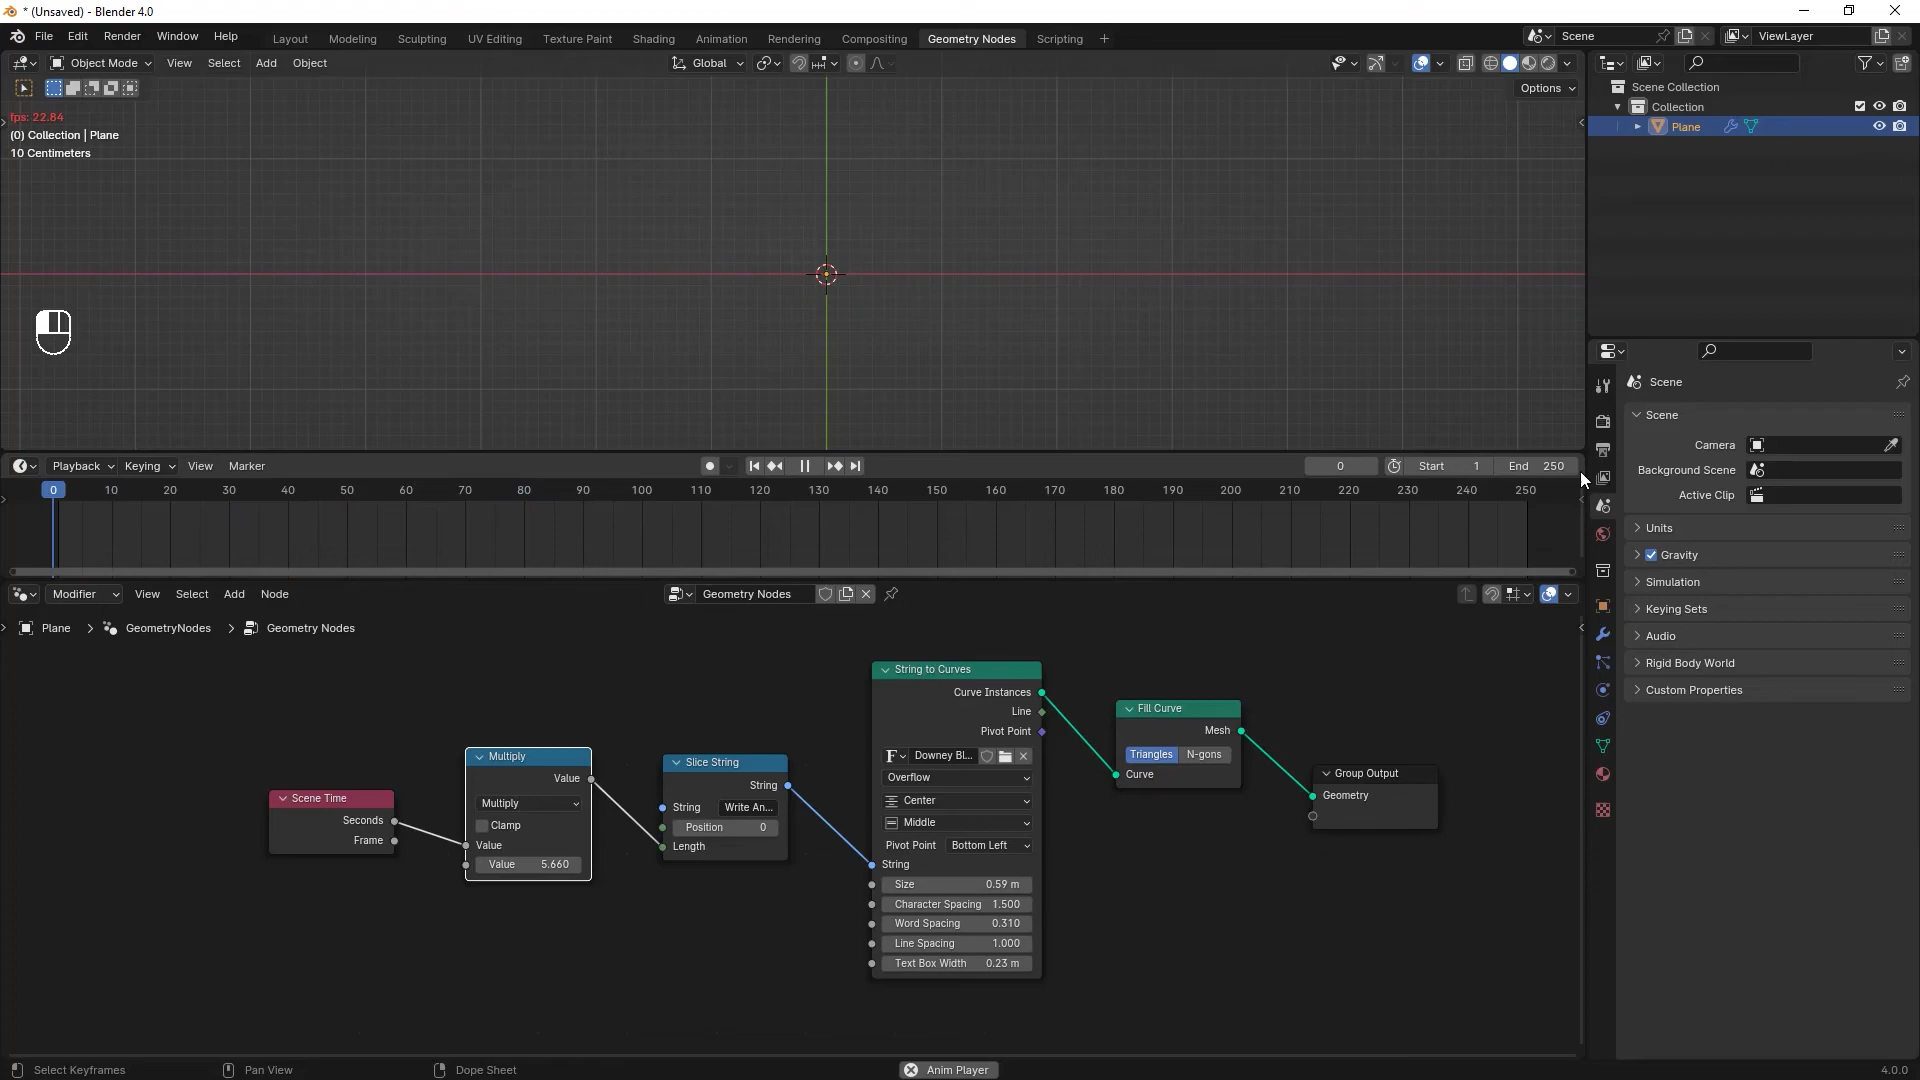 * (Unsaved) - Blender 4.0
File Edit Render Window Help
Layout Modeling Sculpting UV Editing Texture Paint Shading Animation Rendering Compositing Geometry Nodes Scripting +
Scene
ViewLayer
Object Mode View Select Add Object
Global
Options
fps: 22.84
(0) Collection | Plane
10 Centimeters
Scene Collection
Collection
Plane
Scene
Scene
Camera
Background Scene
Active Clip
Units
Gravity
Simulation
Keying Sets
Audio
Rigid Body World
Custom Properties
Playback Keying View Marker
0 Start 1 End 250
0 10 20 30 40 50 60 70 80 90 100 110 120 130 140 150 160 170 180 190 200 210 220 230 240 250
Modifier View Select Add Node
Geometry Nodes
Plane > GeometryNodes > Geometry Nodes
Scene Time
Seconds
Frame
Multiply
Value
Multiply
Clamp
Value
Value 5.660
Slice String
String
String Write An...
Position 0
Length
String to Curves
Curve Instances
Line
Pivot Point
Downey Bl...
Overflow
Center
Middle
Pivot Point Bottom Left
String
Size 0.59 m
Character Spacing 1.500
Word Spacing 0.310
Line Spacing 1.000
Text Box Width 0.23 m
Fill Curve
Mesh
Triangles N-gons
Curve
Group Output
Geometry
Select Keyframes Pan View Dope Sheet Anim Player 4.0.0